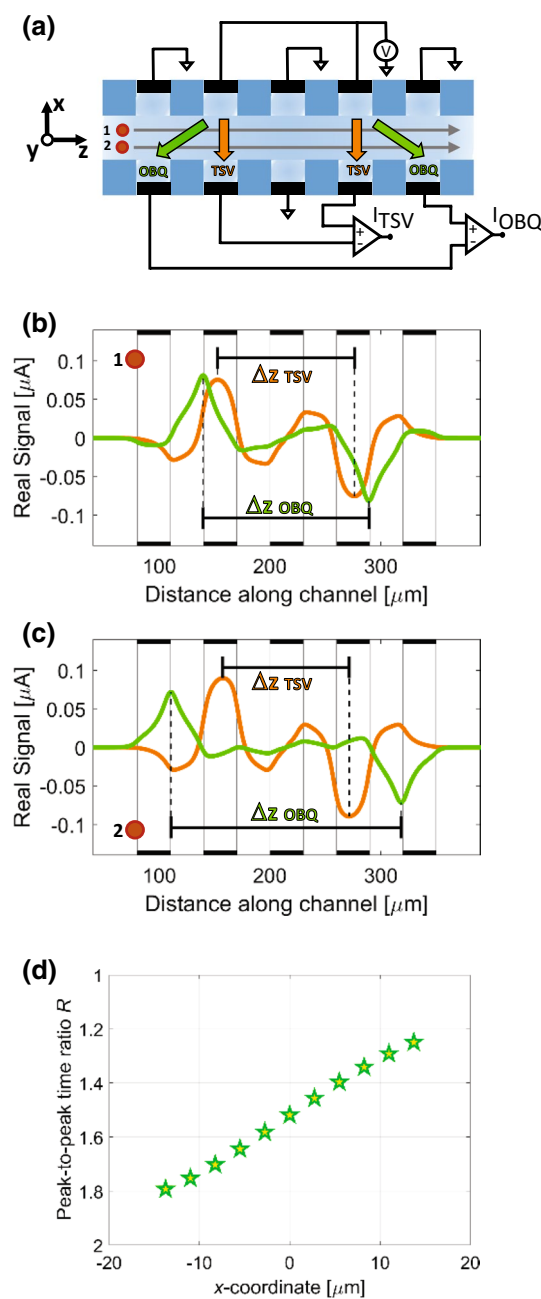 (a)
V
x
y
z
1
2
OBQ
TSV
TSV
OBQ
+
-
I TSV
+
-
I OBQ
(b)
1
Δz TSV
Δz OBQ
Real Signal [μA]
0.1
0.05
0
-0.05
-0.1
100
200
300
Distance along channel [μm]
(c)
Δz TSV
Δz OBQ
2
Real Signal [μA]
0.1
0.05
0
-0.05
-0.1
100
200
300
Distance along channel [μm]
(d)
Peak-to-peak time ratio R
1
1.2
1.4
1.6
1.8
2
-20
-10
0
10
20
x-coordinate [μm]